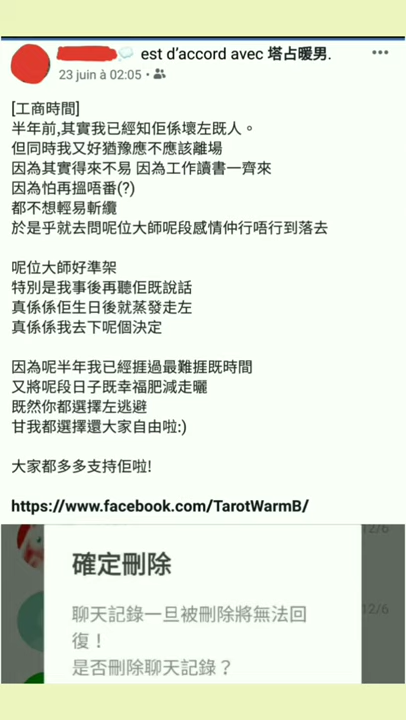 est d'accord avec 塔占暖男.
23 juin à 02:05
[工商時間]
半年前,其實我已經知佢係壞左既人。
但同時我又好猶豫應不應該離場
因為其實得來不易 因為工作讀書一齊來
因為怕再搵唔番(?)
都不想輕易斬纜
於是乎就去問呢位大師呢段感情仲行唔行到落去
呢位大師好準架
特別是我事後再聽佢既說話
真係係佢生日後就蒸發走左
真係係我去下呢個決定
因為呢半年我已經捱過最難捱既時間
又將呢段日子既幸福肥減走曬
既然你都選擇左逃避
甘我都選擇還大家自由啦:)
大家都多多支持佢啦!
https://www.facebook.com/TarotWarmB/
12/6
確定刪除
聊天記錄一旦被刪除將無法回
復！
12/6
是否刪除聊天記錄？